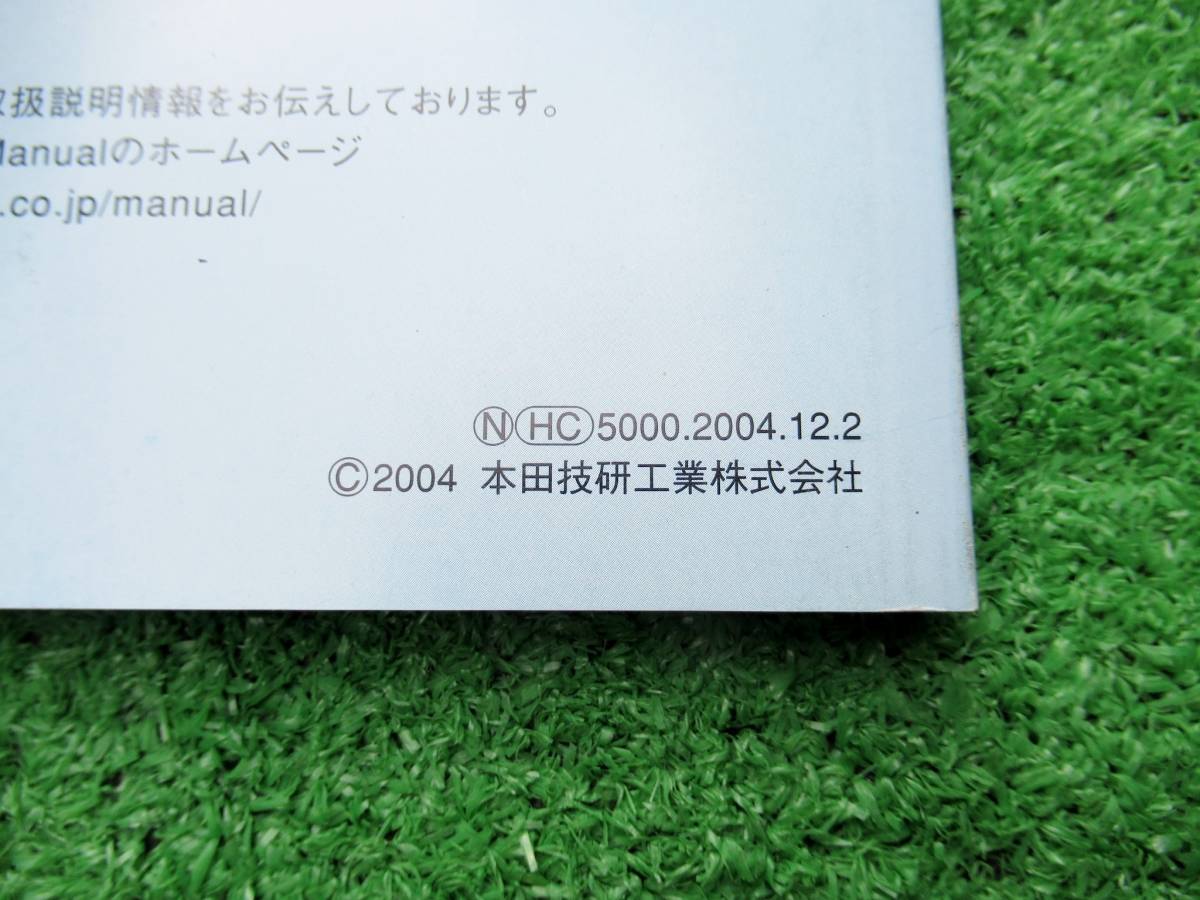 取扱説明情報をお伝えしております。
Manualのホームページ
.co.jp/manual/
Ⓝ HC 5000.2004.12.2
©2004 本田技研工業株式会社